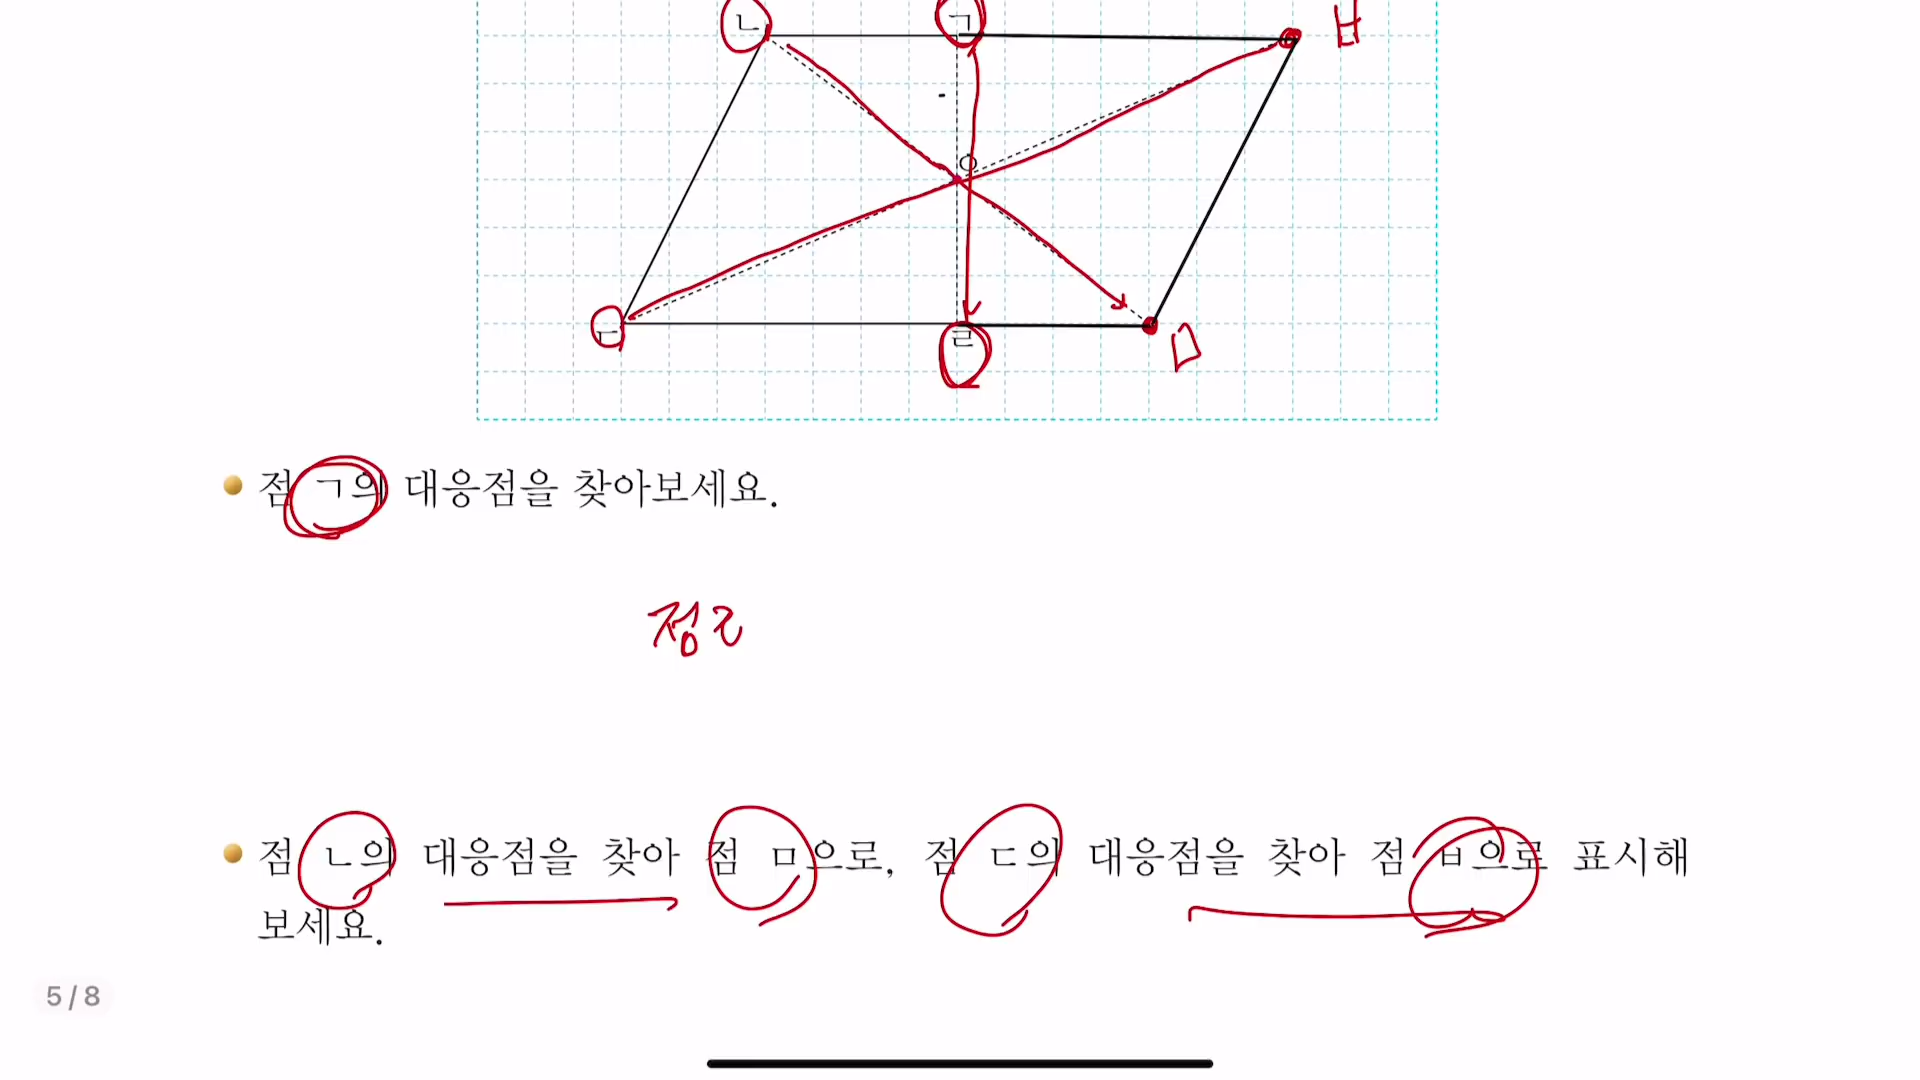 ㄴ ㄱ ㅂ
ㅇ
ㄷ ㄹ ㅁ
점 ㄱ의 대응점을 찾아보세요.
점ㄹ
점 ㄴ의 대응점을 찾아 점 ㅁ으로, 점 ㄷ의 대응점을 찾아 점 ㅂ으로 표시해
보세요.
5 / 8